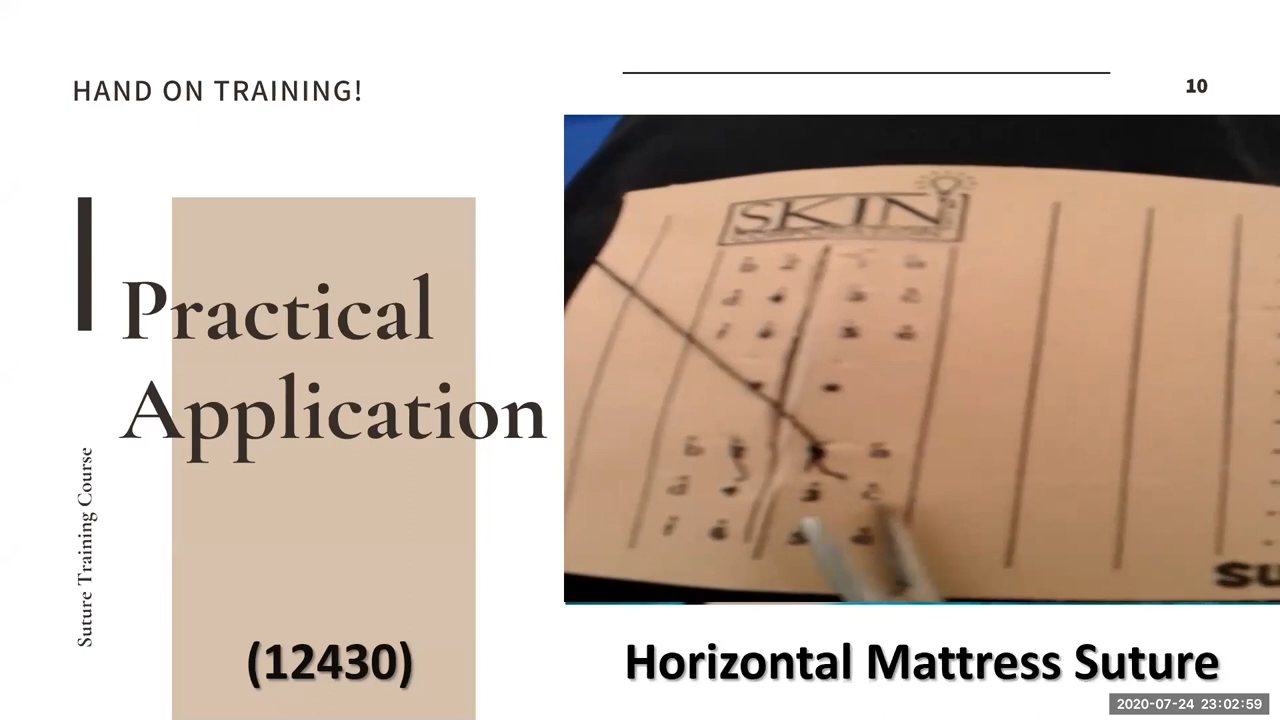 HAND ON TRAINING!
10
SKIN
Practical
Application
Suture Training Course
(12430)
Horizontal Mattress Suture
2020-07-24 23:02:59